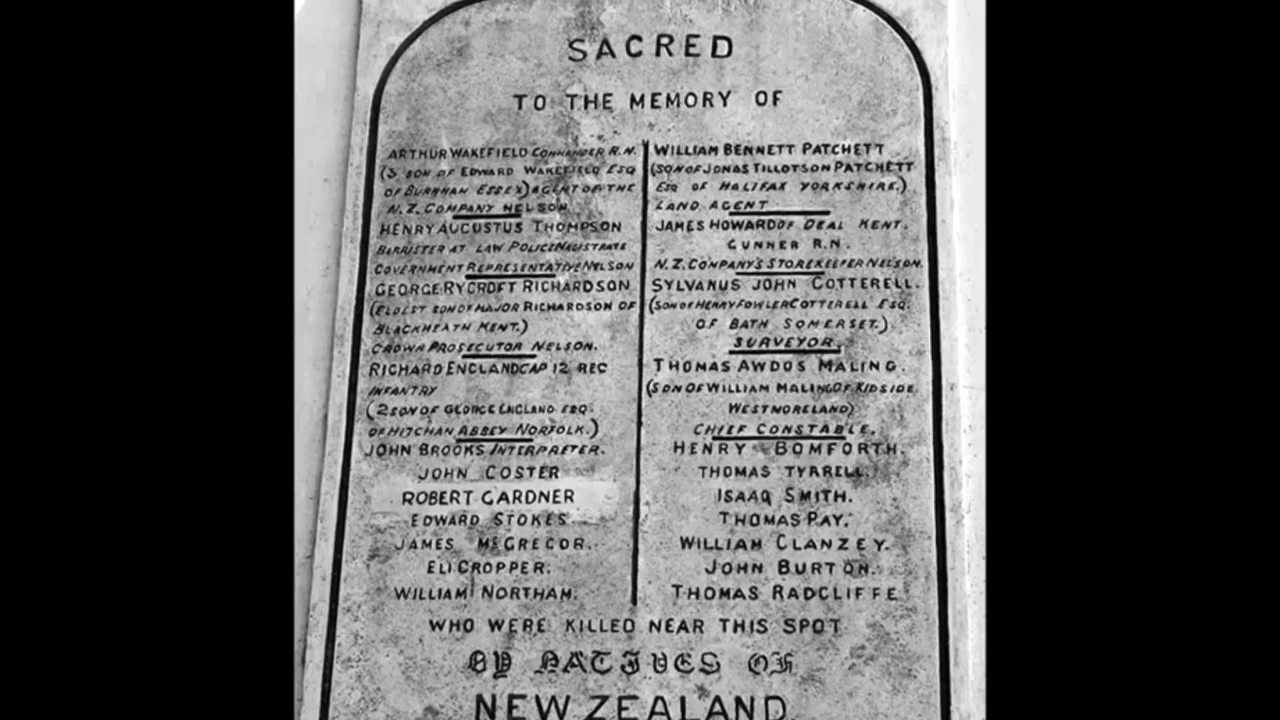 SACRED
TO THE MEMORY OF
ARTHUR WAKEFIELD COMMANDER R.N.
(3 SON OF EDWARD WAKEFIELD ESQ
OF BURNHAM ESSEX) AGENT OF THE
N.Z. COMPANY NELSON
HENRY AUGUSTUS THOMPSON
BARRISTER AT LAW POLICE MAGISTRATE
GOVERNMENT REPRESENTATIVE NELSON
GEORGE RYCROFT RICHARDSON
(ELDEST SON OF MAJOR RICHARDSON OF
BLACKHEATH KENT.)
CROWN PROSECUTOR NELSON.
RICHARD ENGLAND CAP 12 REG
INFANTRY
(2 SON OF GEORGE ENGLAND ESQ.
OF HITCHAN ABBEY NORFOLK.)
JOHN BROOKS INTERPRETER.
JOHN COSTER
ROBERT GARDNER
EDWARD STOKES.
JAMES McGREGOR.
ELI CROPPER.
WILLIAM NORTHAM.
WILLIAM BENNETT PATCHETT
(SON OF JONAS TILLOTSON PATCHETT
ESQ OF HALIFAX YORKSHIRE.)
LAND AGENT
JAMES HOWARD OF DEAL KENT.
GUNNER R.N.
N.Z. COMPANY'S STOREKEEPER NELSON.
SYLVANUS JOHN COTTERELL.
(SON OF HENRY FOWLER COTTERELL ESQ.
OF BATH SOMERSET.)
SURVEYOR.
THOMAS AWDOS MALING.
(SON OF WILLIAM MALING OF KIDSIDE
WESTMORELAND)
CHIEF CONSTABLE.
HENRY BOMFORTH.
THOMAS TYRRELL.
ISAAQ SMITH.
THOMAS PAY.
WILLIAM CLANZEY.
JOHN BURTON.
THOMAS RADCLIFFE
WHO WERE KILLED NEAR THIS SPOT
BY NATIVES OF
NEW ZEALAND.